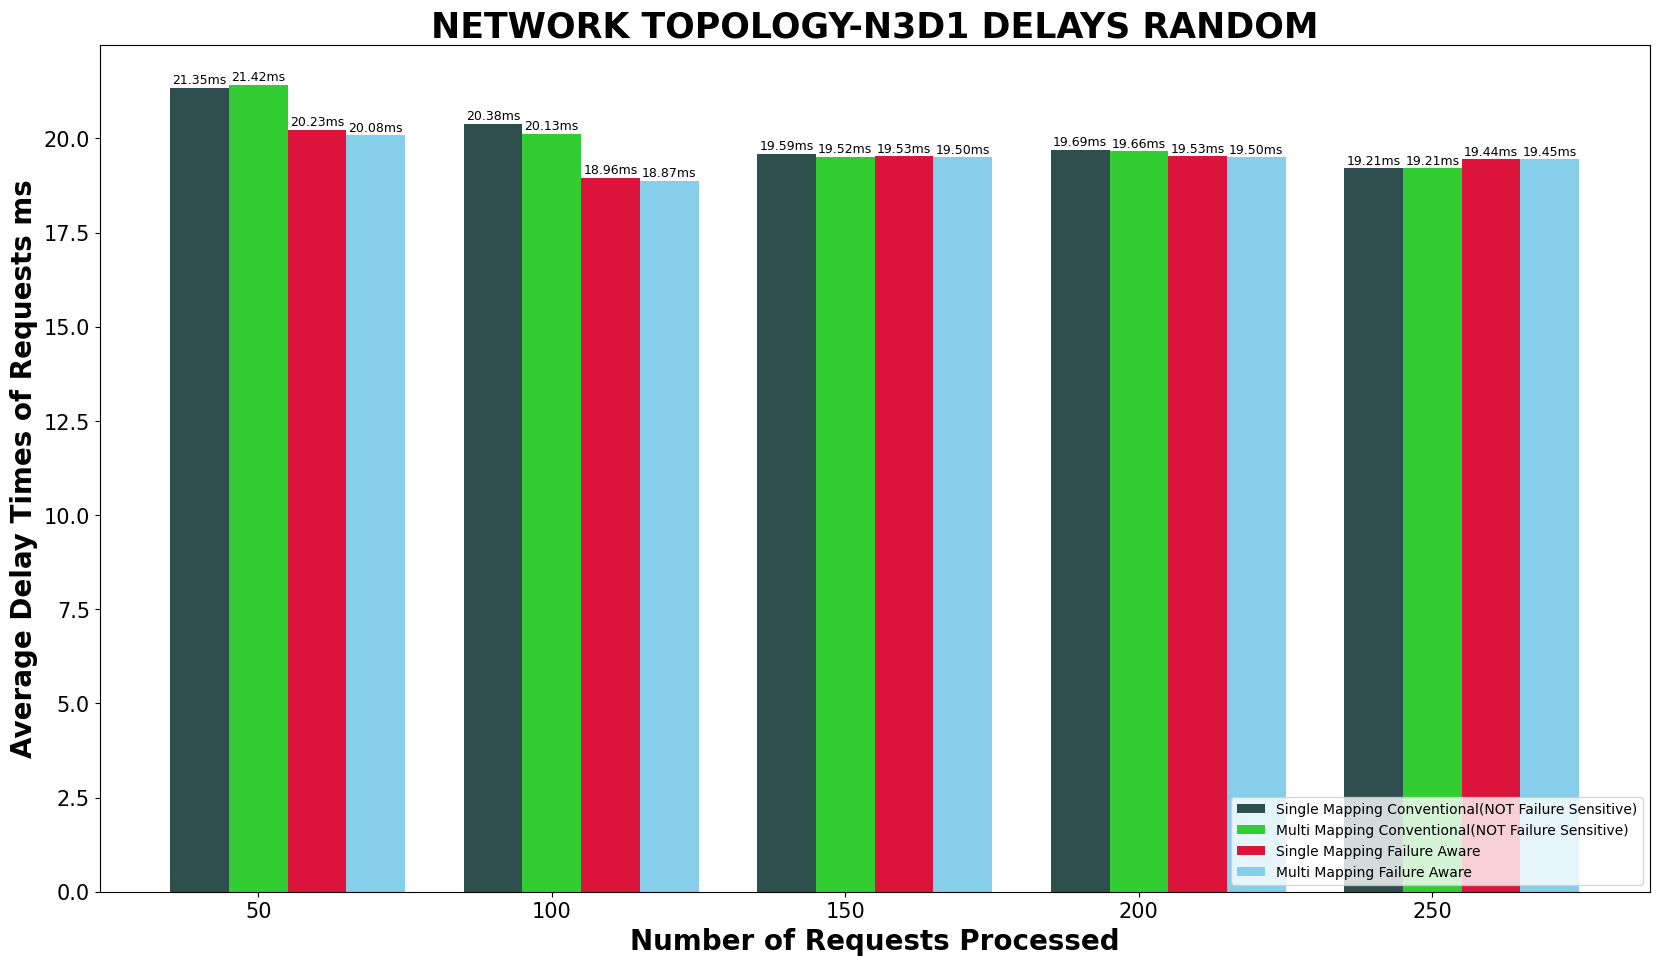 NETWORK TOPOLOGY-N3D1 DELAYS RANDOM
Average Delay Times of Requests ms
20.0
17.5
15.0
12.5
10.0
7.5
5.0
2.5
0.0
21.35ms 21.42ms 20.23ms 20.08ms
20.38ms 20.13ms 18.96ms 18.87ms
19.59ms 19.52ms 19.53ms 19.50ms
19.69ms 19.66ms 19.53ms 19.50ms
19.21ms 19.21ms 19.44ms 19.45ms
Single Mapping Conventional(NOT Failure Sensitive)
Multi Mapping Conventional(NOT Failure Sensitive)
Single Mapping Failure Aware
Multi Mapping Failure Aware
50 100 150 200 250
Number of Requests Processed